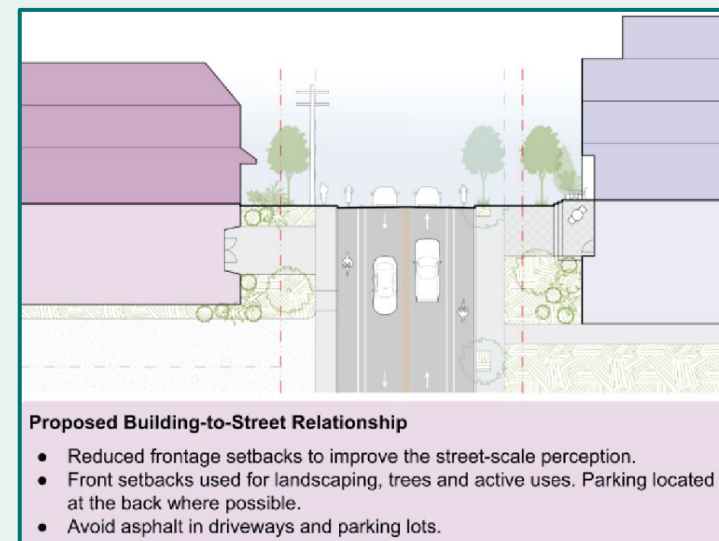 Proposed Building-to-Street Relationship
● Reduced frontage setbacks to improve the street-scale perception.
● Front setbacks used for landscaping, trees and active uses. Parking located
at the back where possible.
● Avoid asphalt in driveways and parking lots.